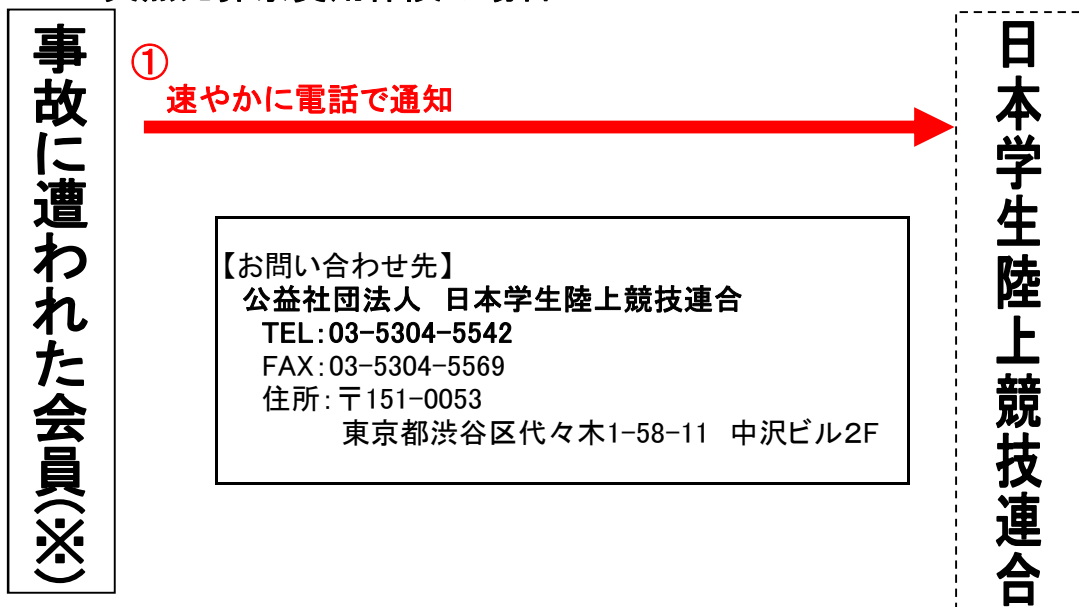 事故に遭われた会員(※)
①
速やかに電話で通知
【お問い合わせ先】
公益社団法人　日本学生陸上競技連合
TEL:03-5304-5542
FAX:03-5304-5569
住所:〒151-0053
東京都渋谷区代々木1-58-11　中沢ビル2F
日本学生陸上競技連合